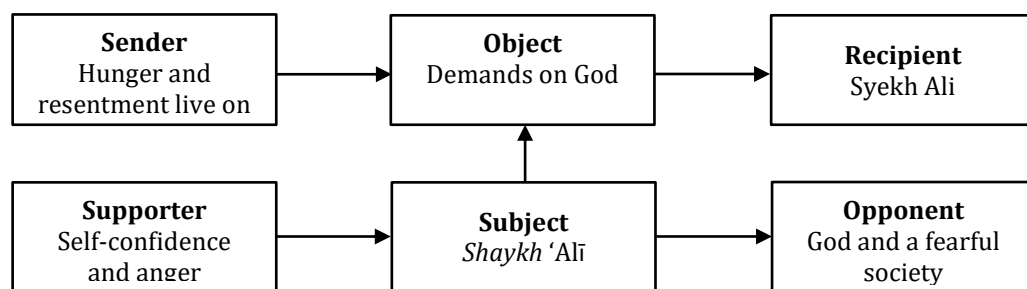 Sender
Hunger and
resentment live on
Object
Demands on God
Recipient
Syekh Ali
Supporter
Self-confidence
and anger
Subject
Shaykh ‘Alī
Opponent
God and a fearful
society